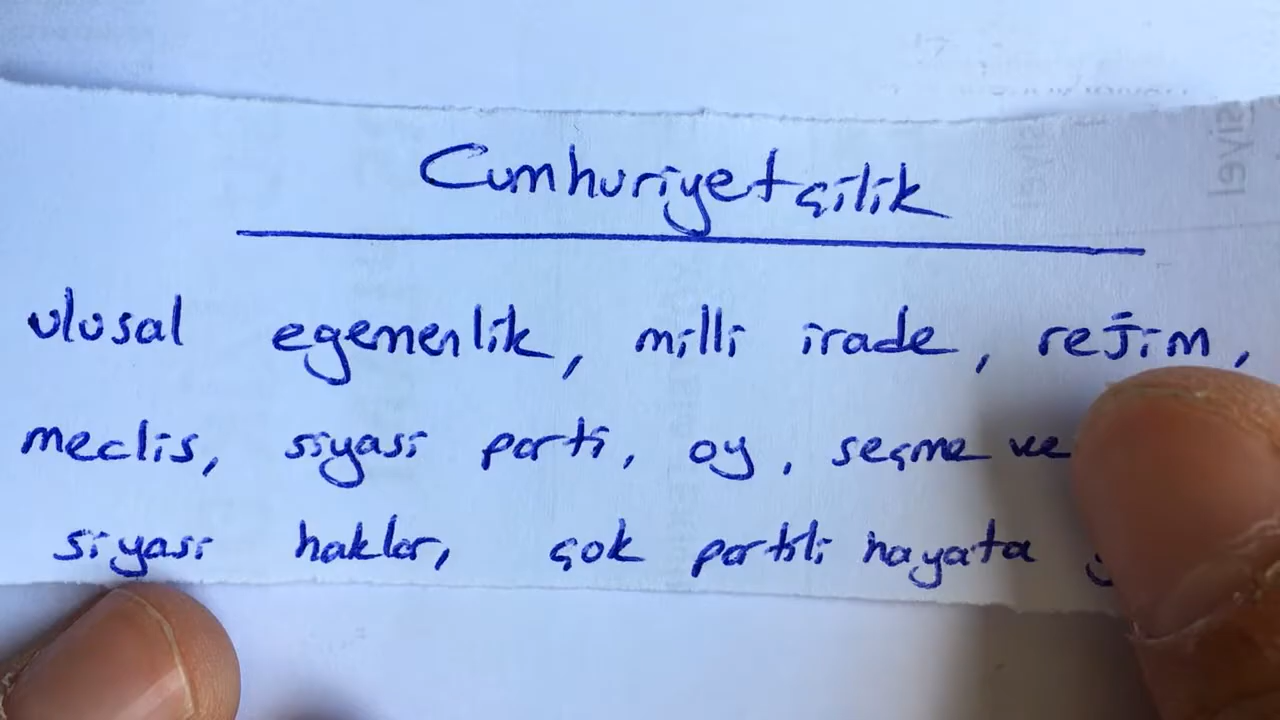 Cumhuriyetçilik
ulusal egemenlik, milli irade, rejim,
meclis, siyasi parti, oy, seçme ve
siyasi haklar, çok partili hayata